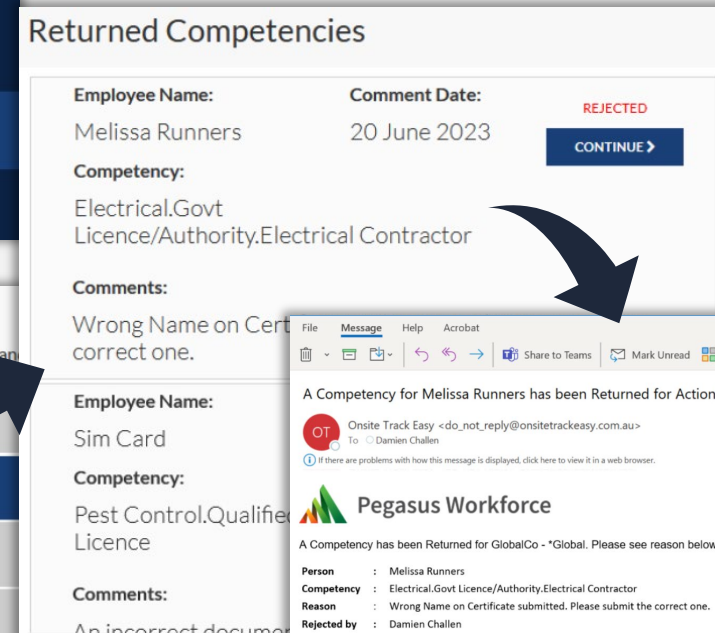 Returned Competencies
Employee Name:
Comment Date:
REJECTED
Melissa Runners
20 June 2023
CONTINUE
Competency:
Electrical.Govt
Licence/Authority.Electrical Contractor
Comments:
Wrong Name on Cert
correct one.
Employee Name:
Sim Card
Competency:
Pest Control.Qualified
Licence
Comments:
An incorrect
File Message Help Acrobat
Share to Teams Mark Unread
A Competency for Melissa Runners has been Returned for Action
OT
Onsite Track Easy <do_not_reply@onsitetrackeasy.com.au>
To Damien Challen
If there are problems with how this message is displayed, click here to view it in a web browser.
Pegasus Workforce
A Competency has been Returned for GlobalCo - *Global. Please see reason below
Person : Melissa Runners
Competency : Electrical.Govt Licence/Authority.Electrical Contractor
Reason : Wrong Name on Certificate submitted. Please submit the correct one.
Rejected by : Damien Challen